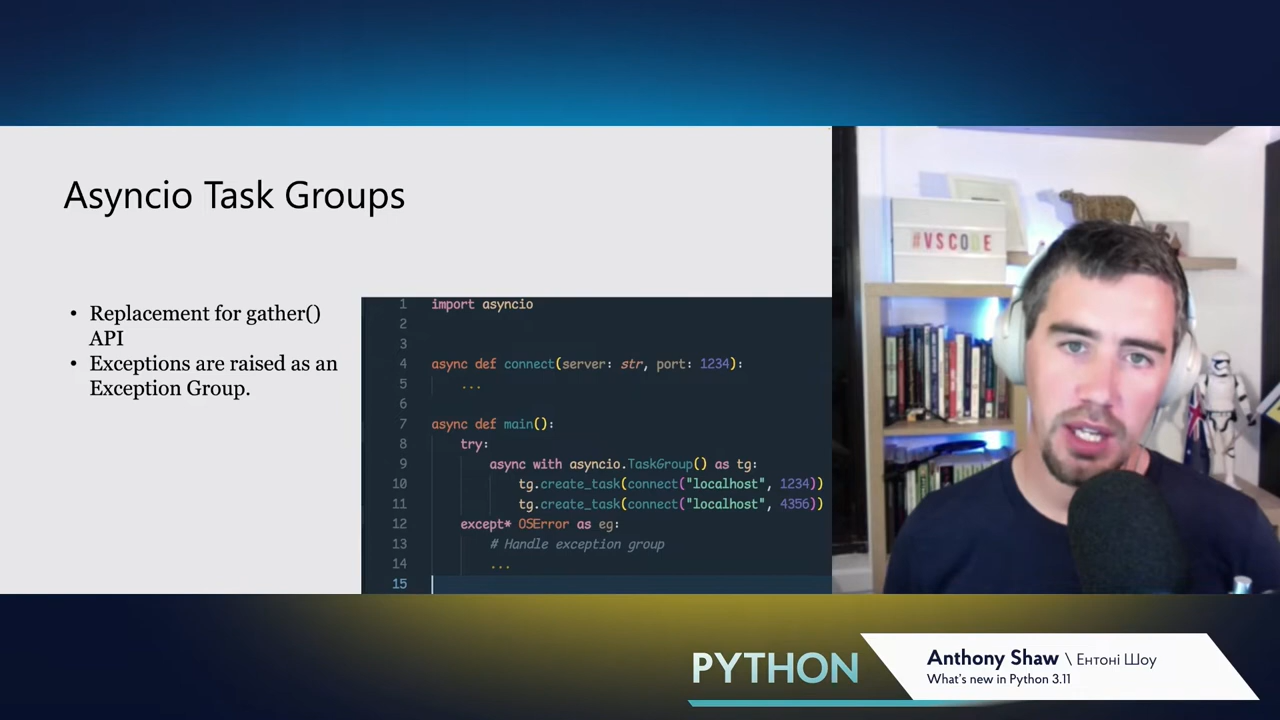 Asyncio Task Groups
• Replacement for gather()
API
• Exceptions are raised as an
Exception Group.
1 import asyncio
2
3
4 async def connect(server: str, port: 1234):
5 ...
6
7 async def main():
8 try:
9 async with asyncio.TaskGroup() as tg:
10 tg.create_task(connect("localhost", 1234))
11 tg.create_task(connect("localhost", 4356))
12 except* OSError as eg:
13 # Handle exception group
14 ...
15
#VSCODE
PYTHON
Anthony Shaw \ Ентоні Шоу
What's new in Python 3.11